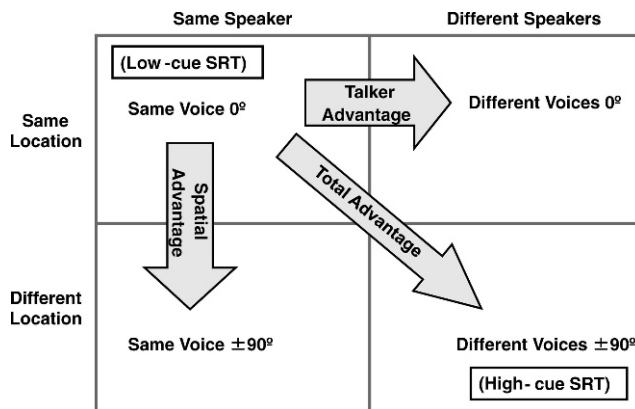 Same Speaker
Different Speakers
(Low-cue SRT)
Same Voice 0º
Talker
Advantage
Different Voices 0º
Same
Location
Spatial
Advantage
Total Advantage
Different
Location
Same Voice ±90º
Different Voices ±90º
(High-cue SRT)